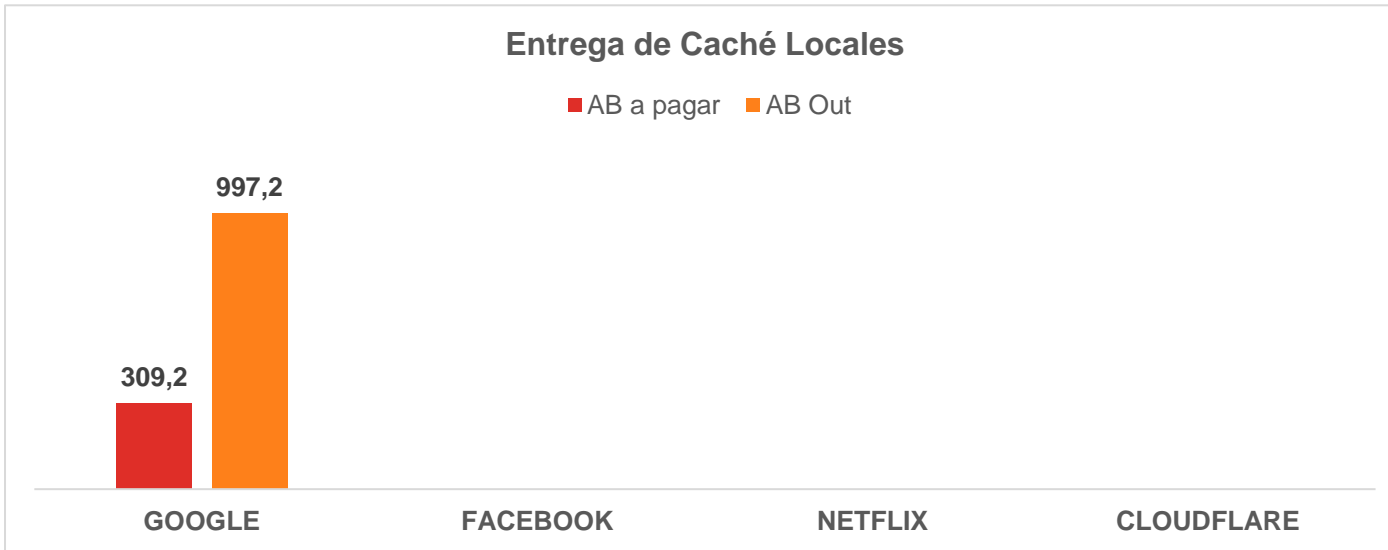 Entrega de Caché Locales
AB a pagar AB Out
997,2
309,2
GOOGLE FACEBOOK NETFLIX CLOUDFLARE